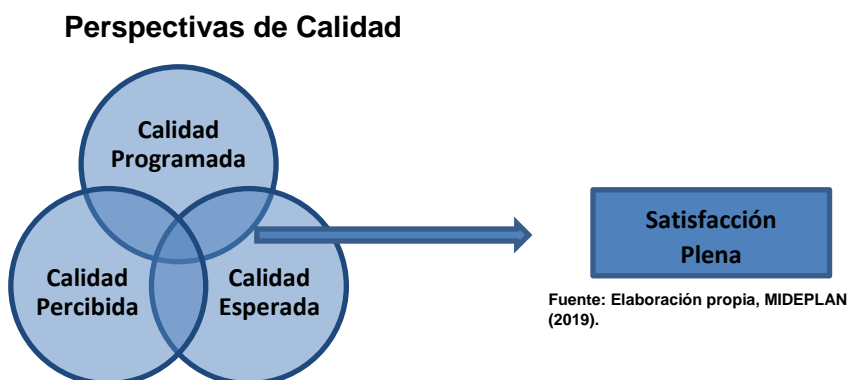 Perspectivas de Calidad
Calidad
Programada
Calidad
Percibida
Calidad
Esperada
Satisfacción
Plena
Fuente: Elaboración propia, MIDEPLAN
(2019).